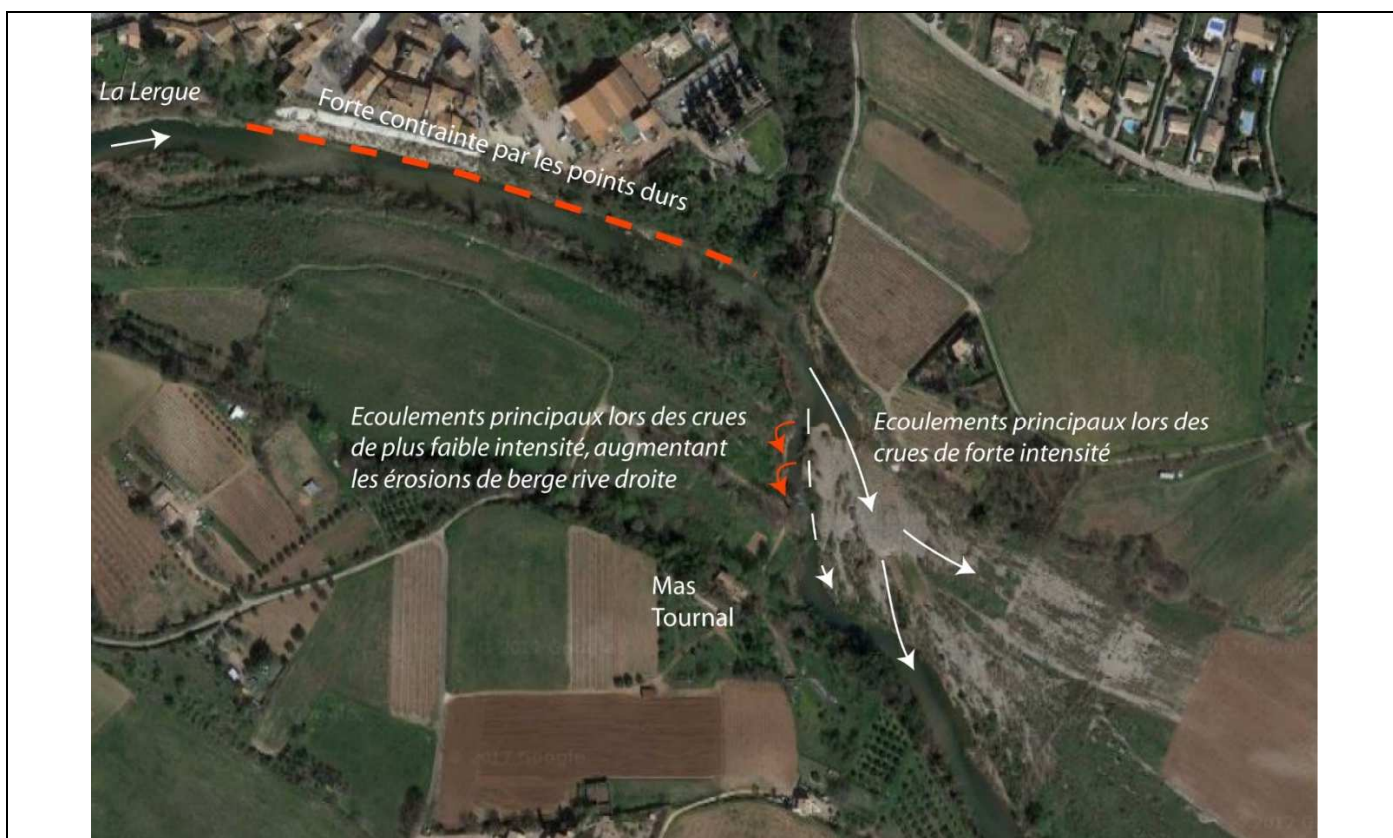 La Lergue
Forte contrainte par les points durs
Ecoulements principaux lors des crues
de plus faible intensité, augmentant
les érosions de berge rive droite
Ecoulements principaux lors des
crues de forte intensité
Mas
Tournal